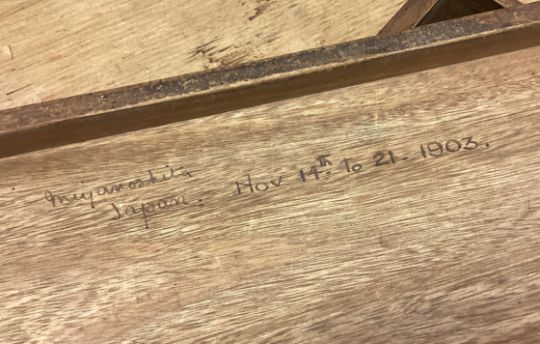 Miyanoshita
Japan. Nov 14th. to 21. 1903.